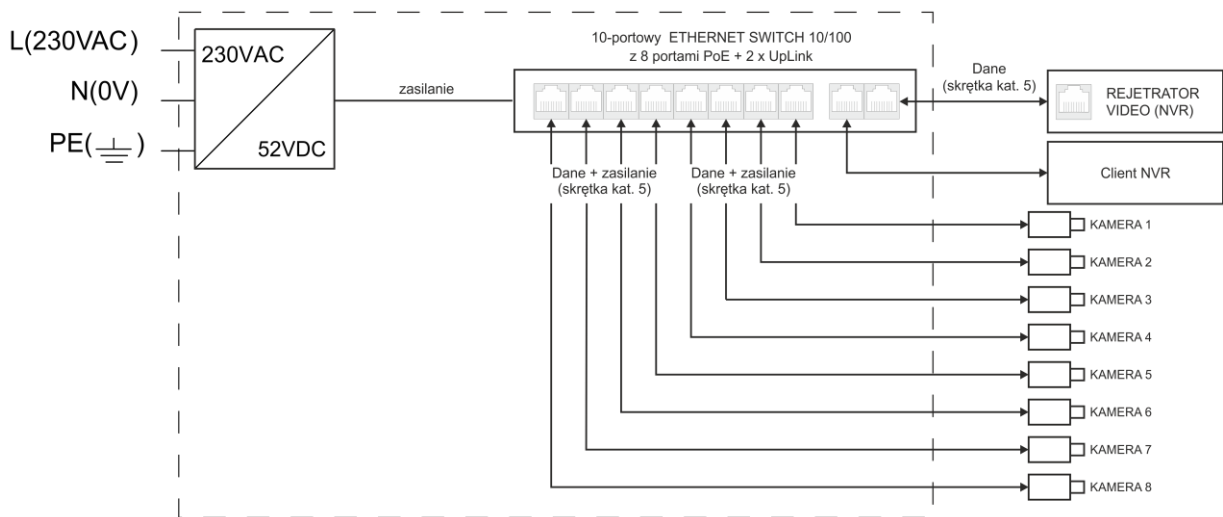 L(230VAC)
N(0V)
PE( )
230VAC
52VDC
zasilanie
10-portowy ETHERNET SWITCH 10/100
z 8 portami PoE + 2 x UpLink
Dane
(skrętka kat. 5)
REJETRATOR
VIDEO (NVR)
Client NVR
Dane + zasilanie
(skrętka kat. 5)
Dane + zasilanie
(skrętka kat. 5)
KAMERA 1
KAMERA 2
KAMERA 3
KAMERA 4
KAMERA 5
KAMERA 6
KAMERA 7
KAMERA 8